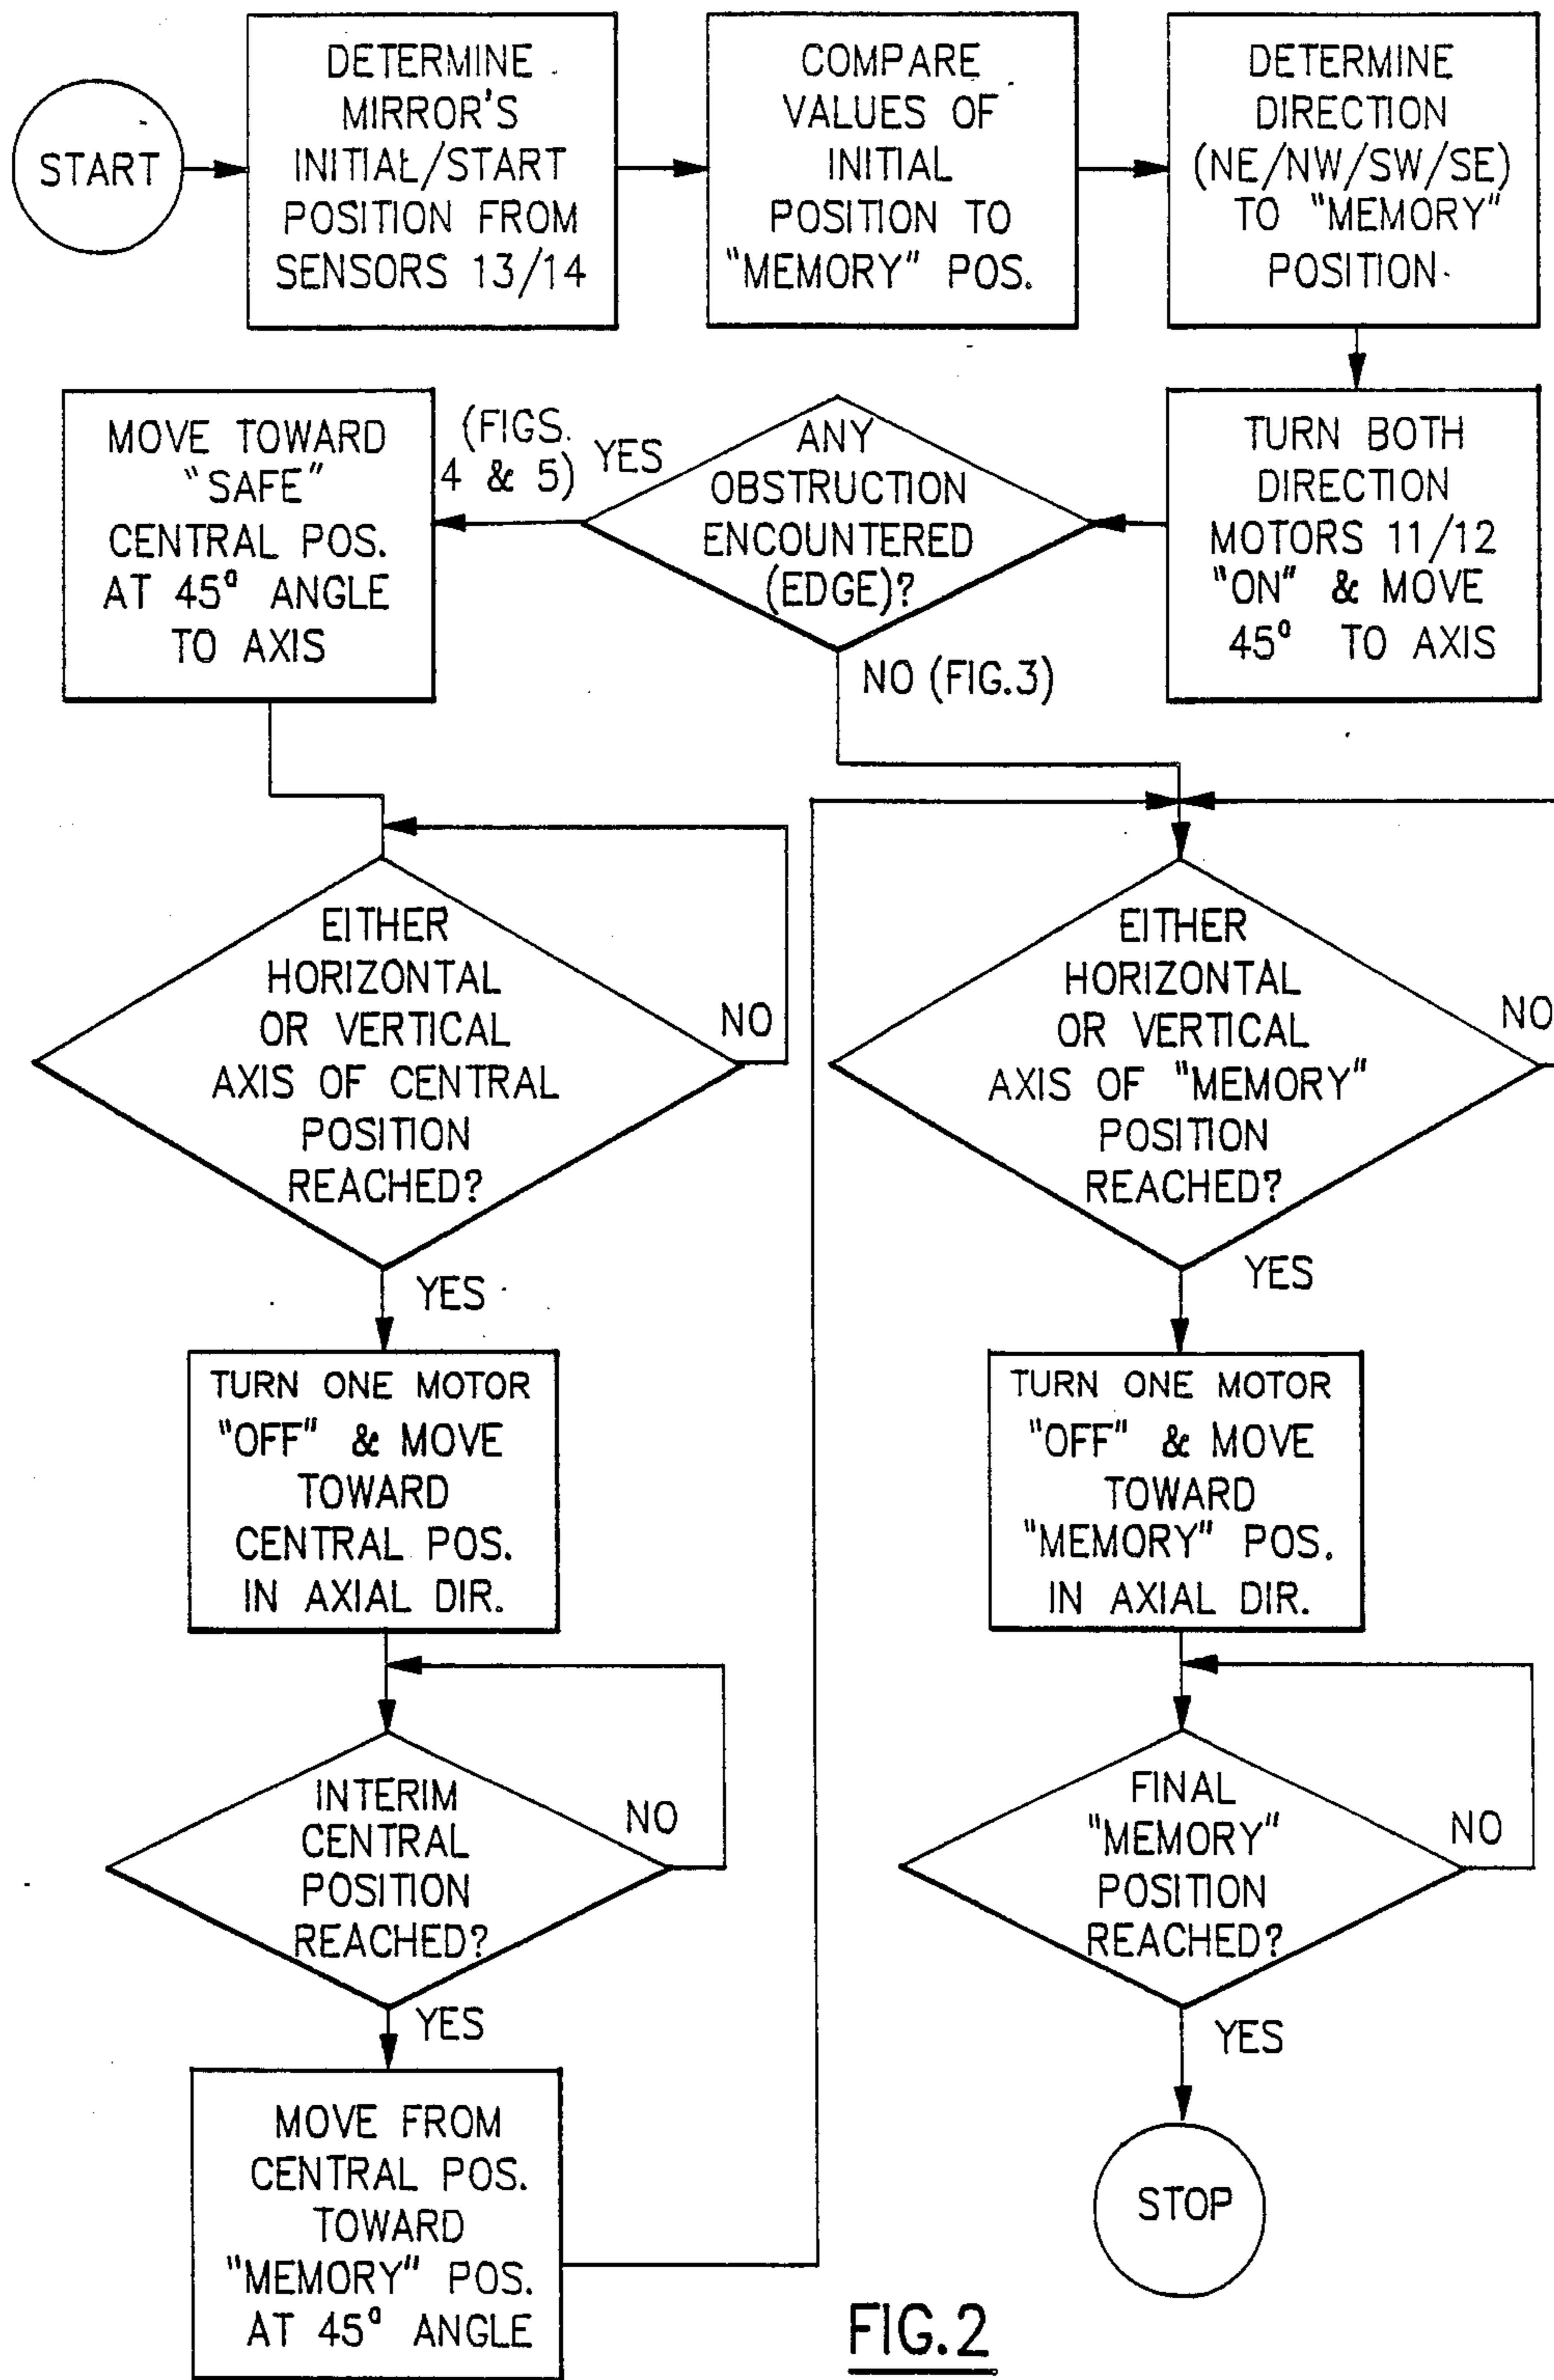 START
DETERMINE
MIRROR'S
INITIAL/START
POSITION FROM
SENSORS 13/14
COMPARE
VALUES OF
INITIAL
POSITION TO
"MEMORY" POS.
DETERMINE
DIRECTION
(NE/NW/SW/SE)
TO "MEMORY"
POSITION
TURN BOTH
DIRECTION
MOTORS 11/12
"ON" & MOVE
45° TO AXIS
ANY
OBSTRUCTION
ENCOUNTERED
(EDGE)?
YES
(FIGS.
4 & 5)
NO (FIG.3)
MOVE TOWARD
"SAFE"
CENTRAL POS.
AT 45° ANGLE
TO AXIS
EITHER
HORIZONTAL
OR VERTICAL
AXIS OF CENTRAL
POSITION
REACHED?
NO
YES
TURN ONE MOTOR
"OFF" & MOVE
TOWARD
CENTRAL POS.
IN AXIAL DIR.
INTERIM
CENTRAL
POSITION
REACHED?
NO
YES
MOVE FROM
CENTRAL POS.
TOWARD
"MEMORY" POS.
AT 45° ANGLE
EITHER
HORIZONTAL
OR VERTICAL
AXIS OF "MEMORY"
POSITION
REACHED?
NO
YES
TURN ONE MOTOR
"OFF" & MOVE
TOWARD
"MEMORY" POS.
IN AXIAL DIR.
FINAL
"MEMORY"
POSITION
REACHED?
NO
YES
STOP
FIG.2